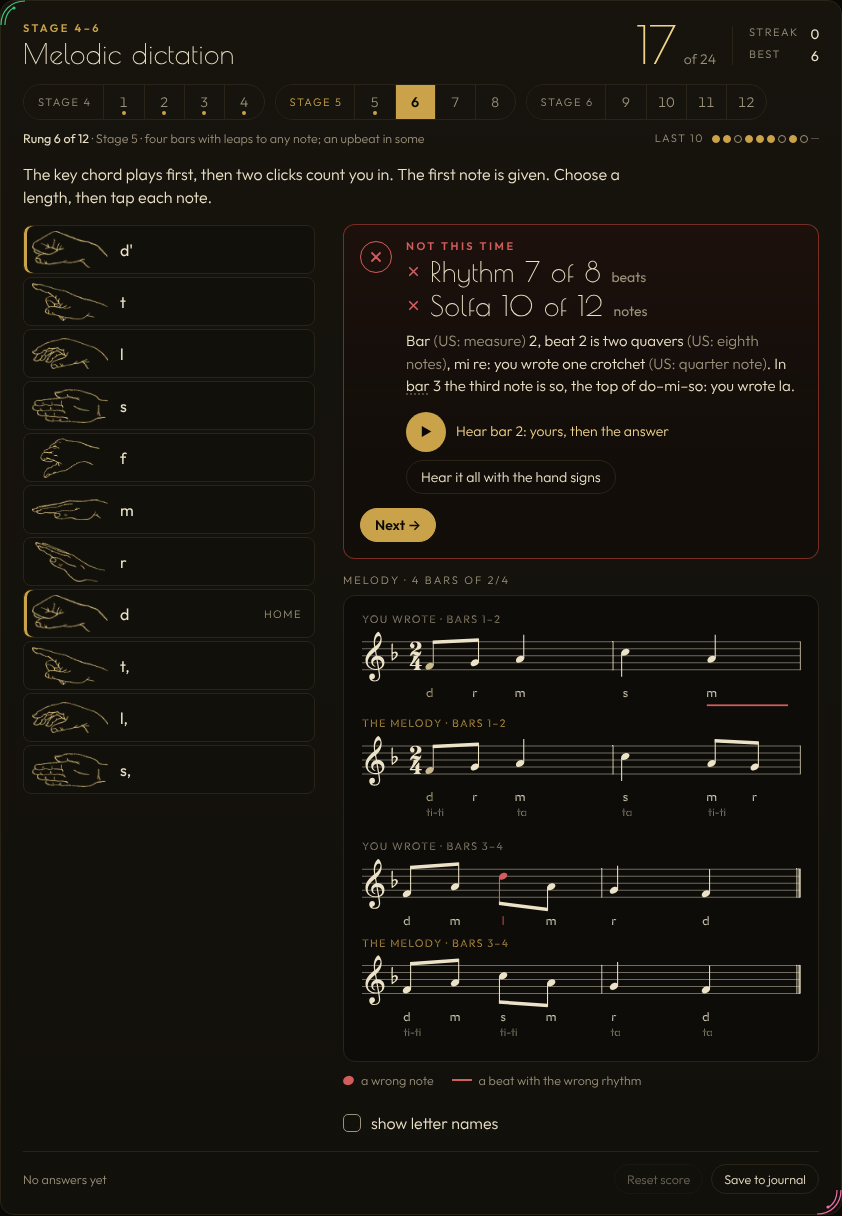 STAGE 4–6
Melodic dictation
17 of 24
STREAK 0
BEST 6
STAGE 4 1 2 3 4 STAGE 5 5 6 7 8 STAGE 6 9 10 11 12
Rung 6 of 12 · Stage 5 · four bars with leaps to any note; an upbeat in some
LAST 10
The key chord plays first, then two clicks count you in. The first note is given. Choose a
length, then tap each note.
d'
t
l
s
f
m
r
d HOME
t,
l,
s,
NOT THIS TIME
Rhythm 7 of 8 beats
Solfa 10 of 12 notes
Bar (US: measure) 2, beat 2 is two quavers (US: eighth
notes), mi re: you wrote one crotchet (US: quarter note). In
bar 3 the third note is so, the top of do–mi–so: you wrote la.
Hear bar 2: yours, then the answer
Hear it all with the hand signs
Next →
MELODY · 4 BARS OF 2/4
YOU WROTE · BARS 1–2
2
4
d r m s m
THE MELODY · BARS 1–2
2
4
d r m s m r
ti-ti ta ta ti-ti
YOU WROTE · BARS 3–4
d m l m r d
THE MELODY · BARS 3–4
d m s m r d
ti-ti ti-ti ta ta
a wrong note a beat with the wrong rhythm
show letter names
No answers yet
Reset score Save to journal